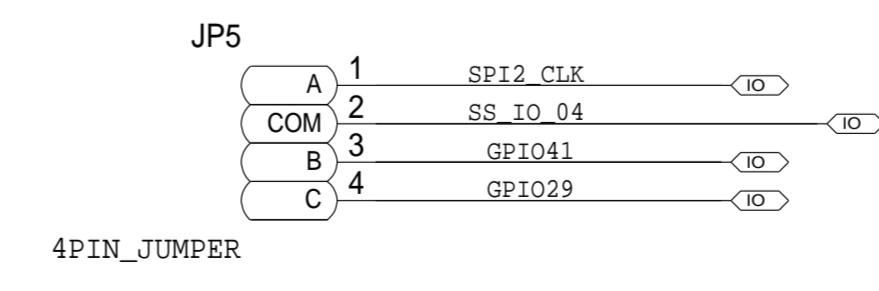 JP5
A 1 SPI2_CLK IO
COM 2 SS_IO_04 IO
B 3 GPIO41 IO
C 4 GPIO29 IO
4PIN_JUMPER